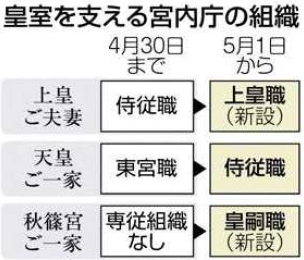 皇室を支える宮内庁の組織
4月30日
まで
5月1日
から
上皇
ご夫妻
侍従職
上皇職
(新設)
天皇
ご一家
東宮職
侍従職
秋篠宮
ご一家
専従組織
なし
皇嗣職
(新設)